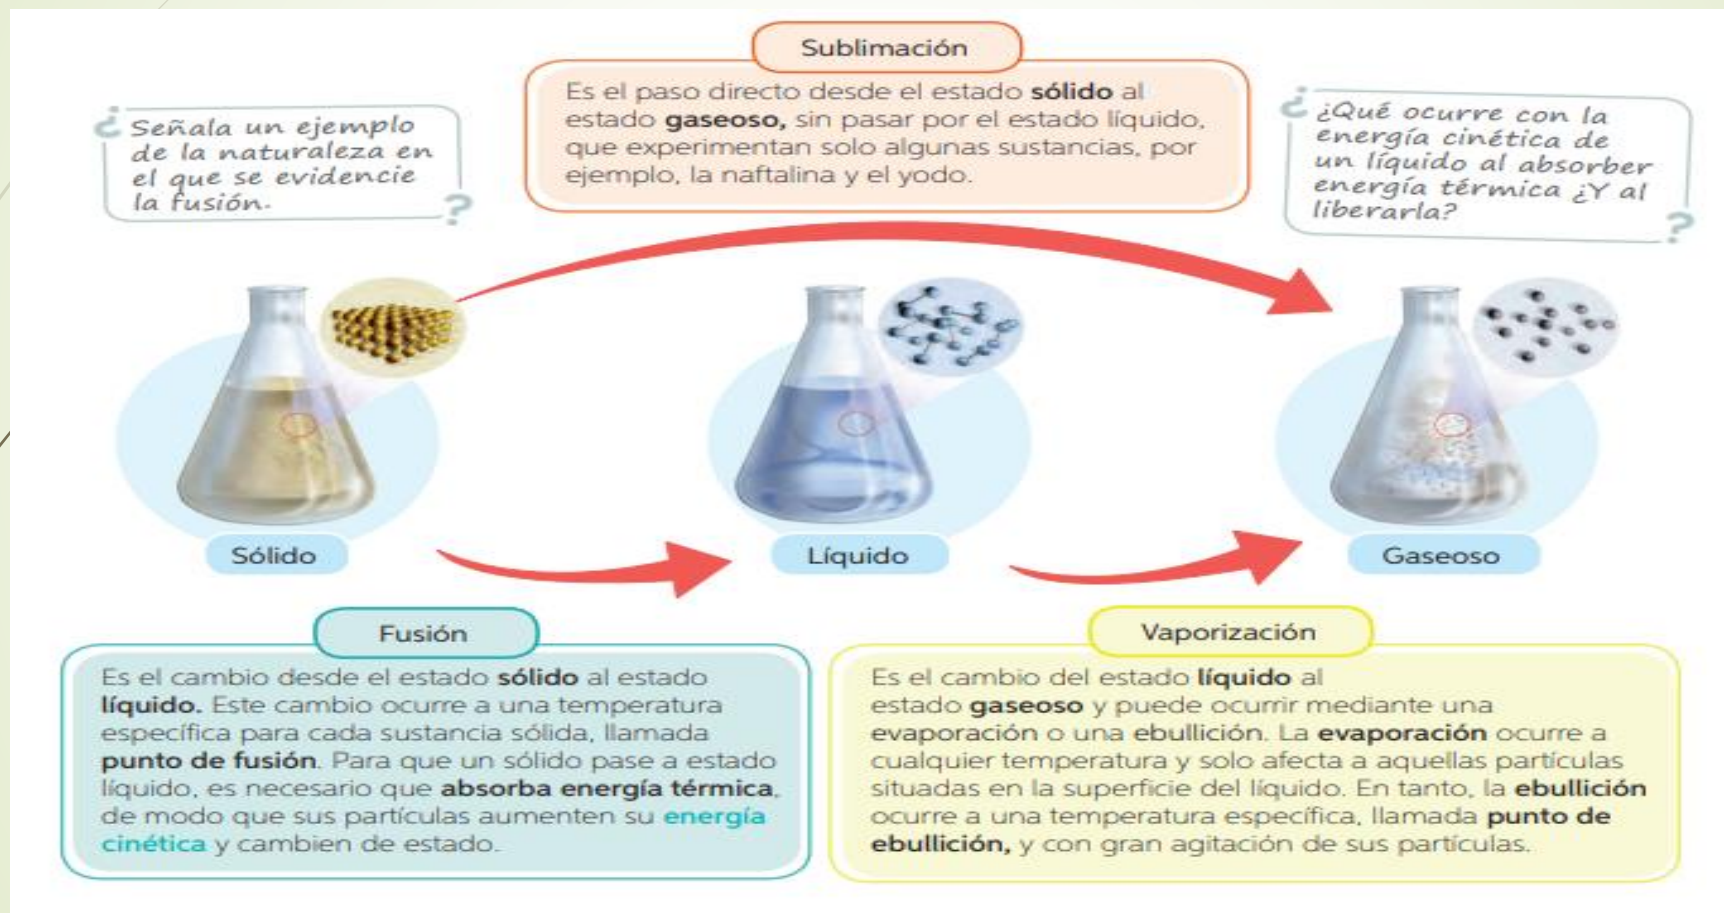 Sublimación
Es el paso directo desde el estado sólido al
estado gaseoso, sin pasar por el estado líquido,
que experimentan solo algunas sustancias, por
ejemplo, la naftalina y el yodo.
¿
Señala un ejemplo
de la naturaleza en
el que se evidencie
la fusión.
?
¿
¿Qué ocurre con la
energía cinética de
un líquido al absorber
energía térmica ¿Y al
liberarla?
?
Sólido
Líquido
Gaseoso
Fusión
Es el cambio desde el estado sólido al estado
líquido. Este cambio ocurre a una temperatura
específica para cada sustancia sólida, llamada
punto de fusión. Para que un sólido pase a estado
líquido, es necesario que absorba energía térmica,
de modo que sus partículas aumenten su energía
cinética y cambien de estado.
Vaporización
Es el cambio del estado líquido al
estado gaseoso y puede ocurrir mediante una
evaporación o una ebullición. La evaporación ocurre a
cualquier temperatura y solo afecta a aquellas partículas
situadas en la superficie del líquido. En tanto, la ebullición
ocurre a una temperatura específica, llamada punto de
ebullición, y con gran agitación de sus partículas.